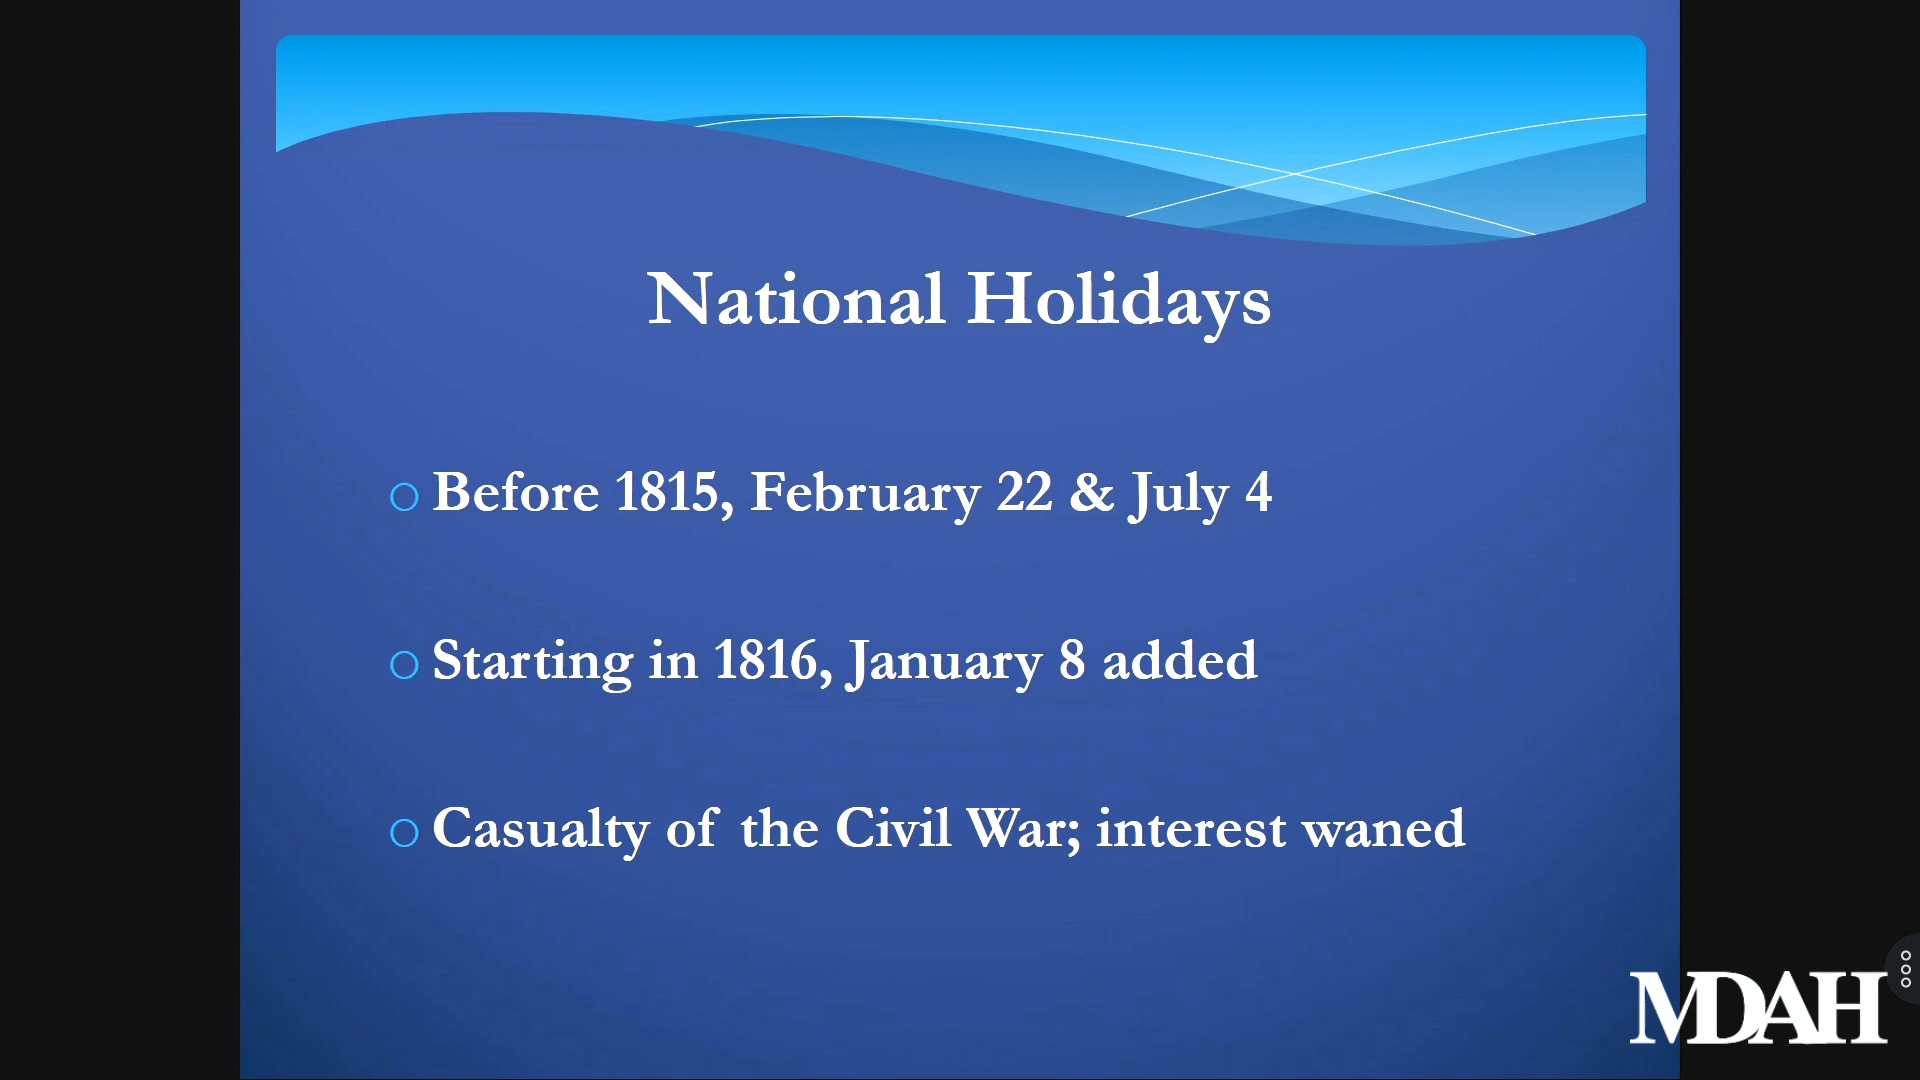 National Holidays
Before 1815, February 22 & July 4
Starting in 1816, January 8 added
Casualty of the Civil War; interest waned
MDAH